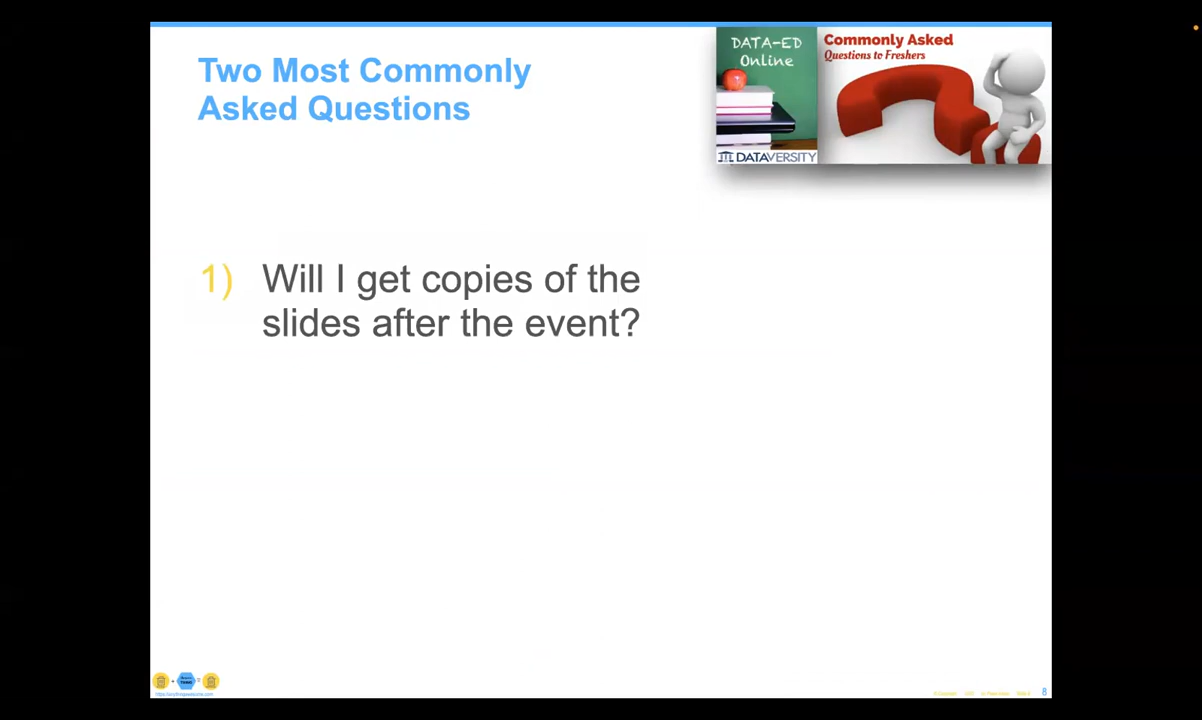 Two Most Commonly
Asked Questions
DATA-ED
Online
DATAVERSITY
Commonly Asked
Questions to Freshers
1) Will I get copies of the
slides after the event?
8